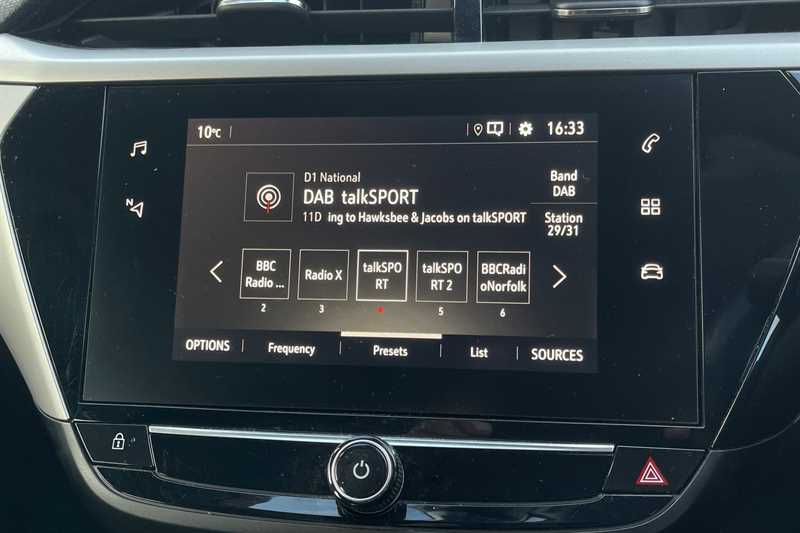 10°C
16:33
D1 National
DAB talkSPORT
11D ing to Hawksbee & Jacobs on talkSPORT
Band
DAB
Station
29/31
BBC
Radio ...
Radio X
talkSPO
RT
talkSPO
RT 2
BBCRadi
oNorfolk
2
3
5
6
OPTIONS
Frequency
Presets
List
SOURCES
N